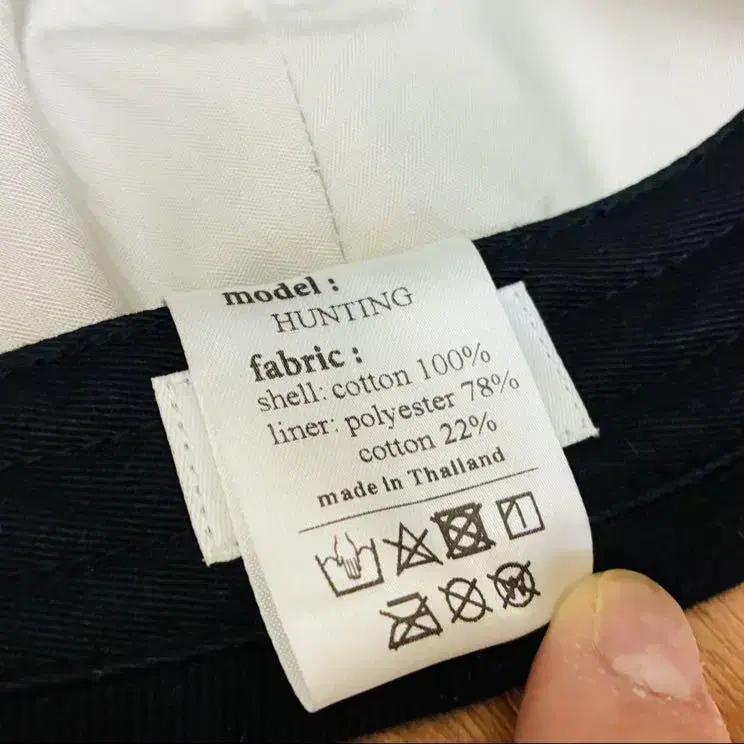 model :
HUNTING
fabric :
shell: cotton 100%
liner: polyester 78%
cotton 22%
made in Thailand